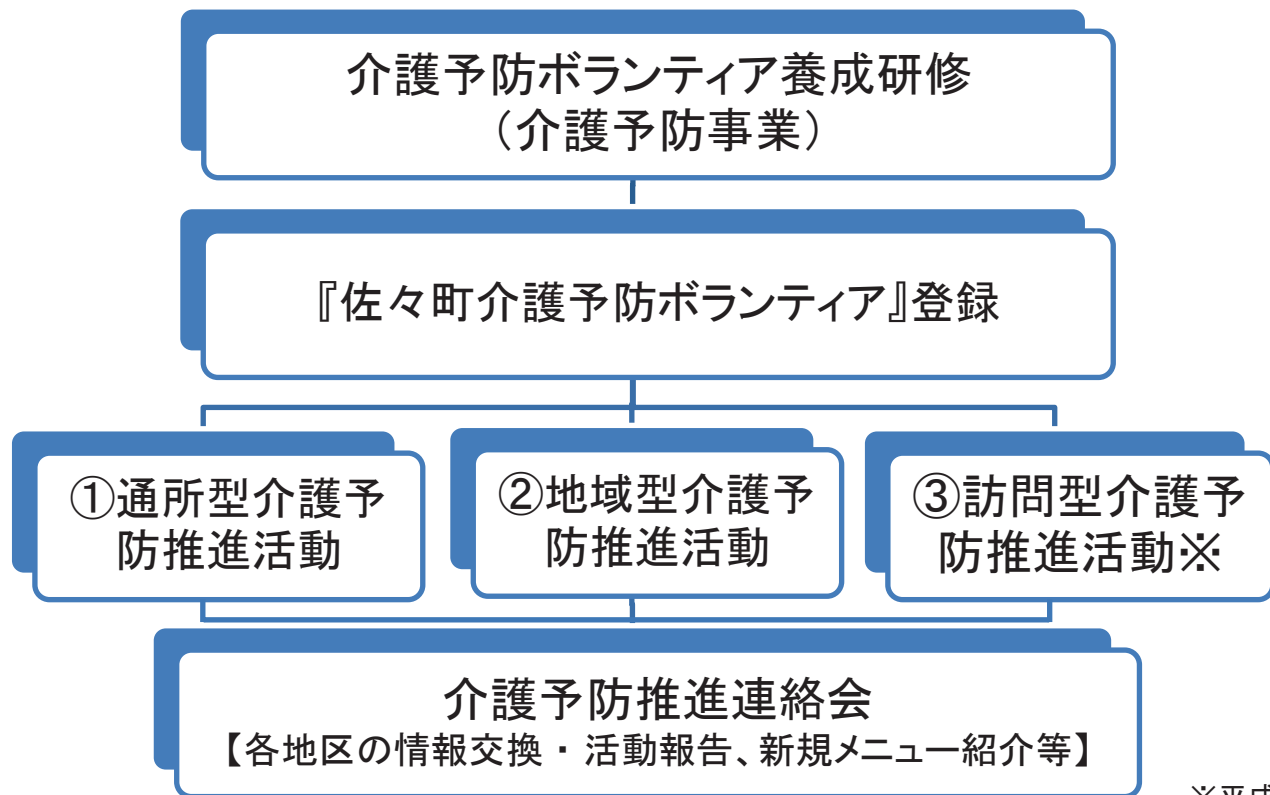 介護予防ボランティア養成研修
（介護予防事業）
『佐々町介護予防ボランティア』登録
①通所型介護予
防推進活動
②地域型介護予
防推進活動
③訪問型介護予
防推進活動※
介護予防推進連絡会
【各地区の情報交換・活動報告、新規メニュー紹介等】
※平成